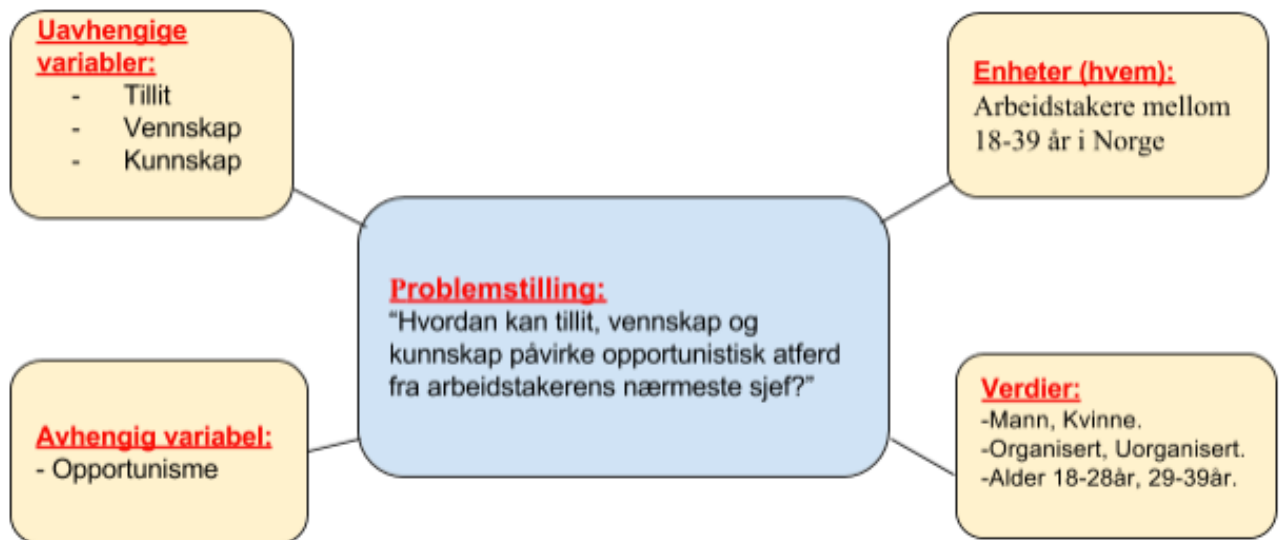 Uavhengige
variabler:
- Tillit
- Vennskap
- Kunnskap
Enheter (hvem):
Arbeidstakere mellom
18-39 år i Norge
Problemstilling:
“Hvordan kan tillit, vennskap og
kunnskap påvirke opportunistisk atferd
fra arbeidstakerens nærmeste sjef?”
Avhengig variabel:
- Opportunisme
Verdier:
-Mann, Kvinne.
-Organisert, Uorganisert.
-Alder 18-28år, 29-39år.